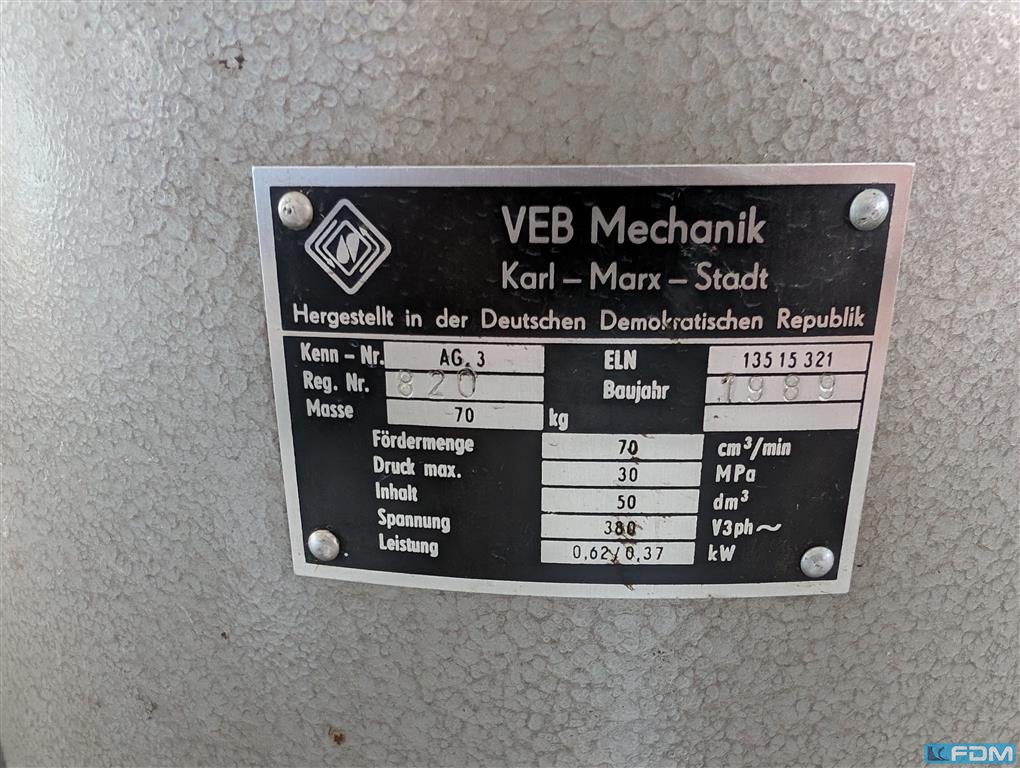 VEB Mechanik
Karl – Marx – Stadt
Hergestellt in der Deutschen Demokratischen Republik
Kenn – Nr. AG.3 ELN 135 15 321
Reg. Nr. 820 Baujahr 1989
Masse 70 kg
Fördermenge 70 cm³/min
Druck max. 30 MPa
Inhalt 50 dm³
Spannung 380 V3ph~
Leistung 0,62/0,37 kW
FDM